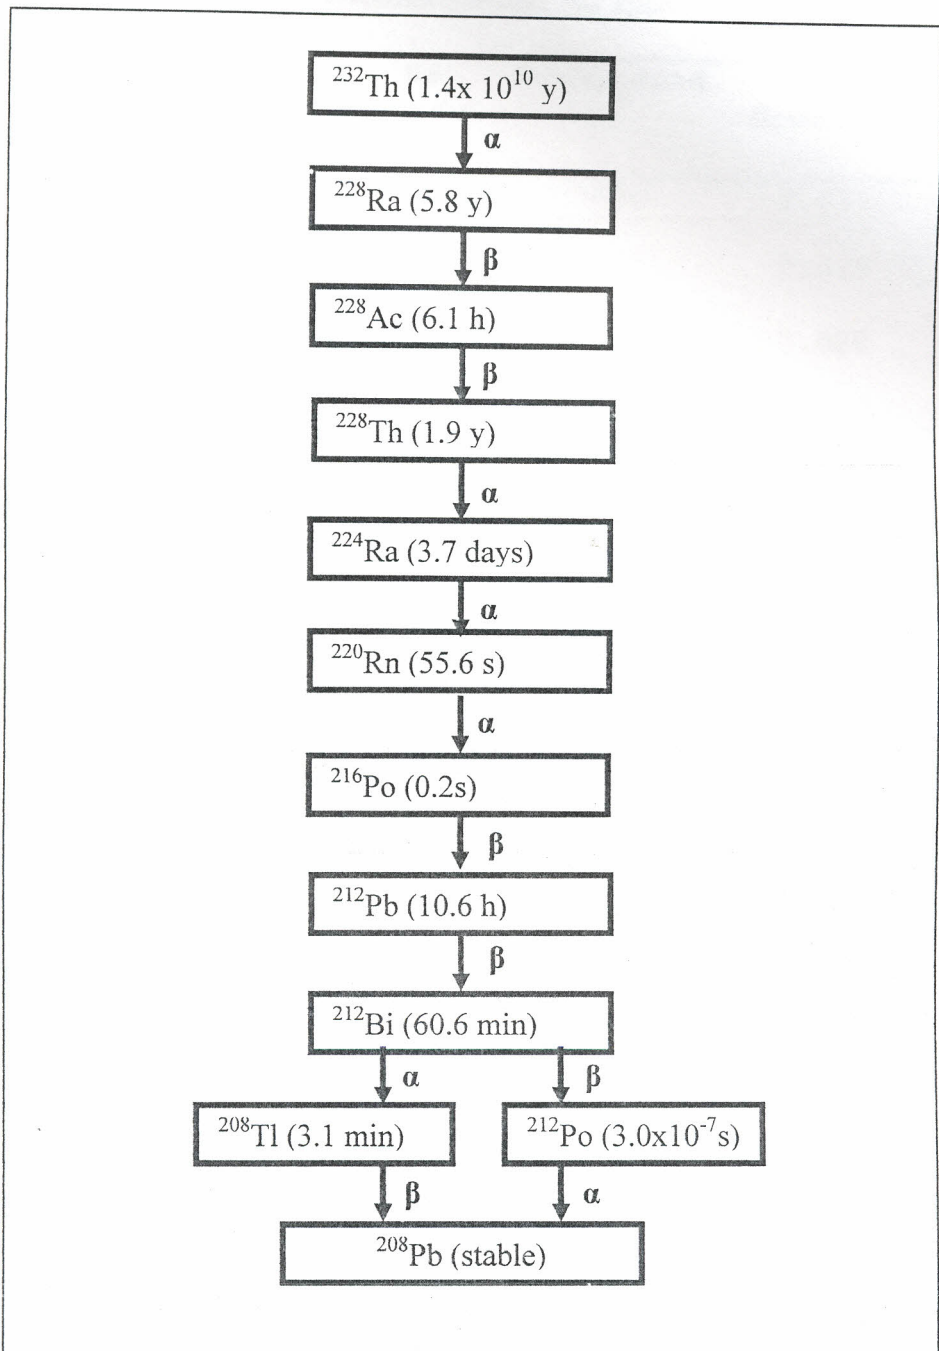 ²³²Th (1.4x 10¹⁰ y)
α
²²⁸Ra (5.8 y)
β
²²⁸Ac (6.1 h)
β
²²⁸Th (1.9 y)
α
²²⁴Ra (3.7 days)
α
²²⁰Rn (55.6 s)
α
²¹⁶Po (0.2s)
β
²¹²Pb (10.6 h)
β
²¹²Bi (60.6 min)
α β
²⁰⁸Tl (3.1 min) ²¹²Po (3.0x10⁻⁷s)
β α
²⁰⁸Pb (stable)